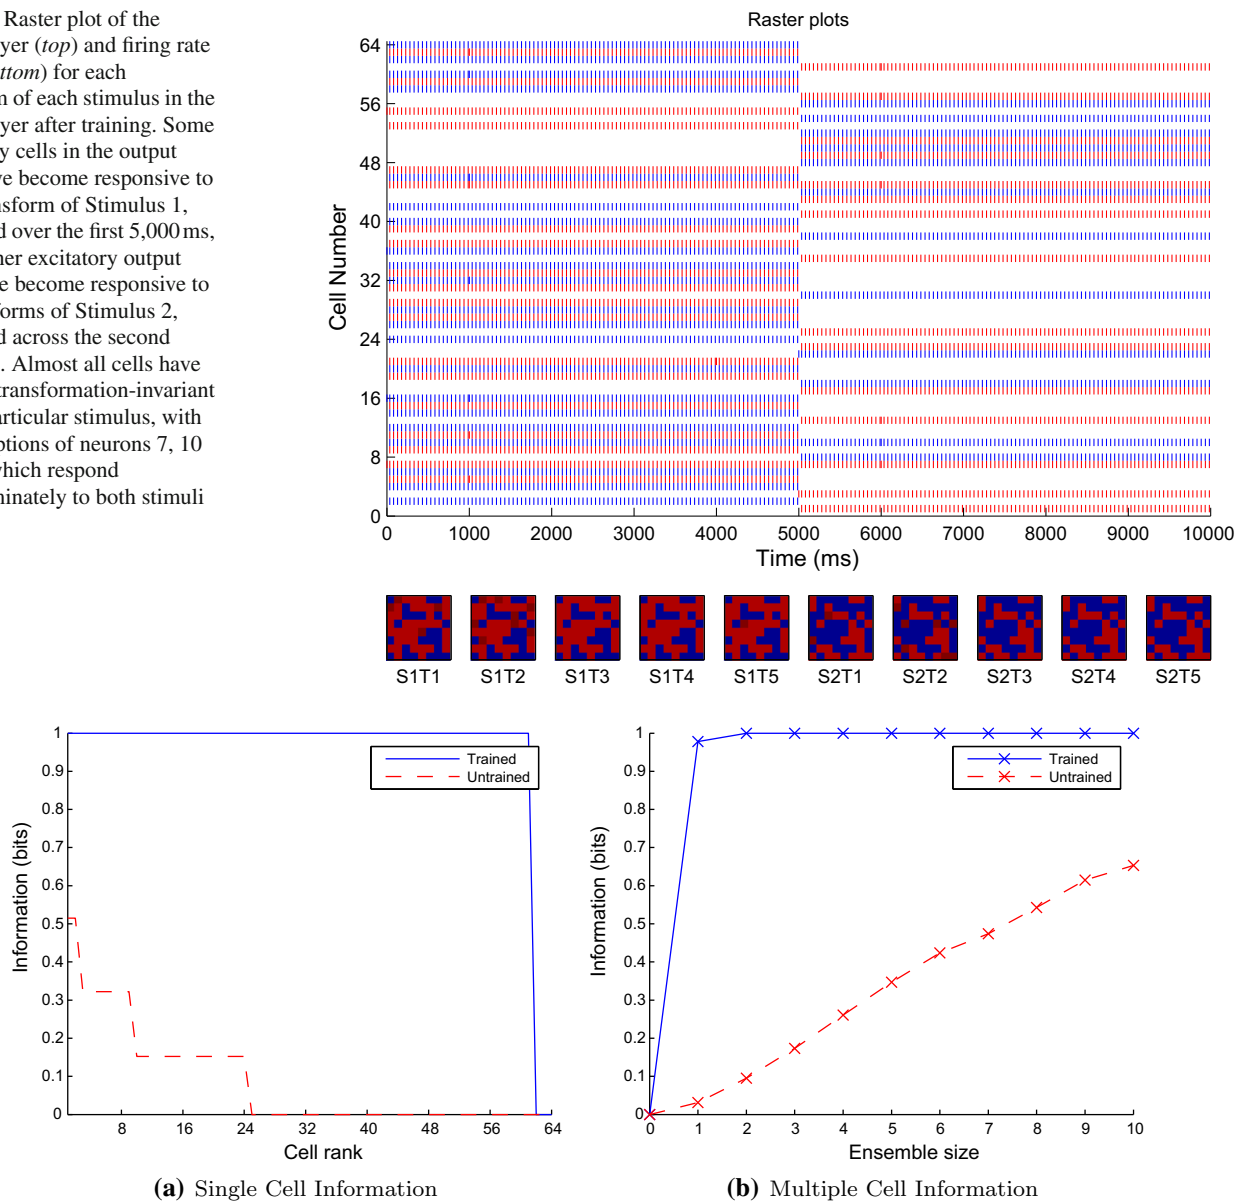 Raster plot of the
yer (top) and firing rate
ttom) for each
m of each stimulus in the
yer after training. Some
y cells in the output
ve become responsive to
nsform of Stimulus 1,
d over the first 5,000 ms,
her excitatory output
e become responsive to
forms of Stimulus 2,
d across the second
. Almost all cells have
transformation-invariant
articular stimulus, with
ptions of neurons 7, 10
which respond
minately to both stimuli
Raster plots
Cell Number
64
56
48
40
32
24
16
8
0
0 1000 2000 3000 4000 5000 6000 7000 8000 9000 10000
Time (ms)
S1T1 S1T2 S1T3 S1T4 S1T5 S2T1 S2T2 S2T3 S2T4 S2T5
Information (bits)
1
0.9
0.8
0.7
0.6
0.5
0.4
0.3
0.2
0.1
0
Trained
Untrained
8 16 24 32 40 48 56 64
Cell rank
(a) Single Cell Information
Information (bits)
1
0.9
0.8
0.7
0.6
0.5
0.4
0.3
0.2
0.1
0
Trained
Untrained
0 1 2 3 4 5 6 7 8 9 10
Ensemble size
(b) Multiple Cell Information